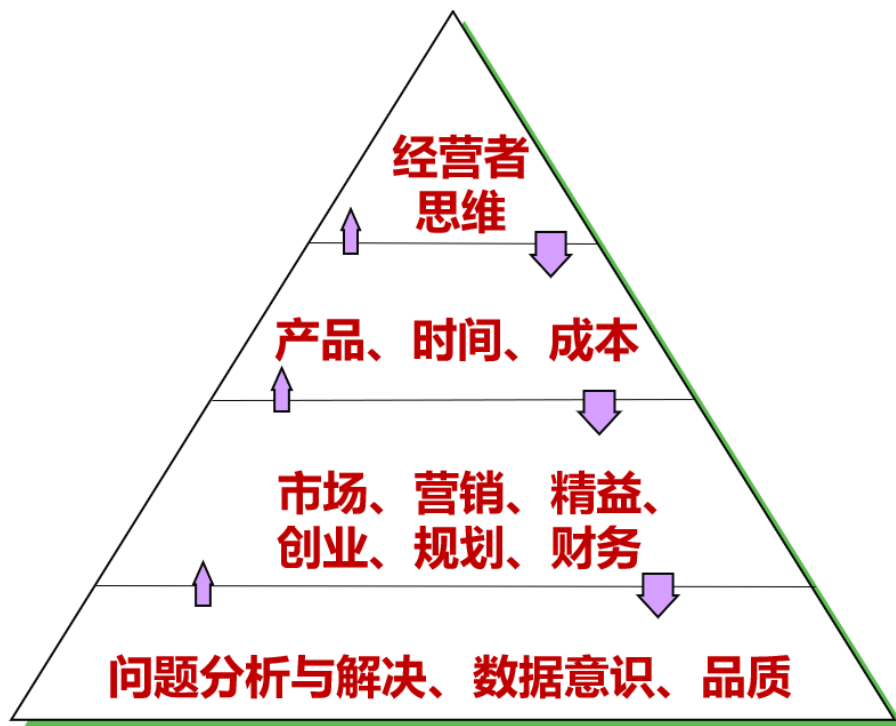 经营者
思维
产品、时间、成本
市场、营销、精益、
创业、规划、财务
问题分析与解决、数据意识、品质